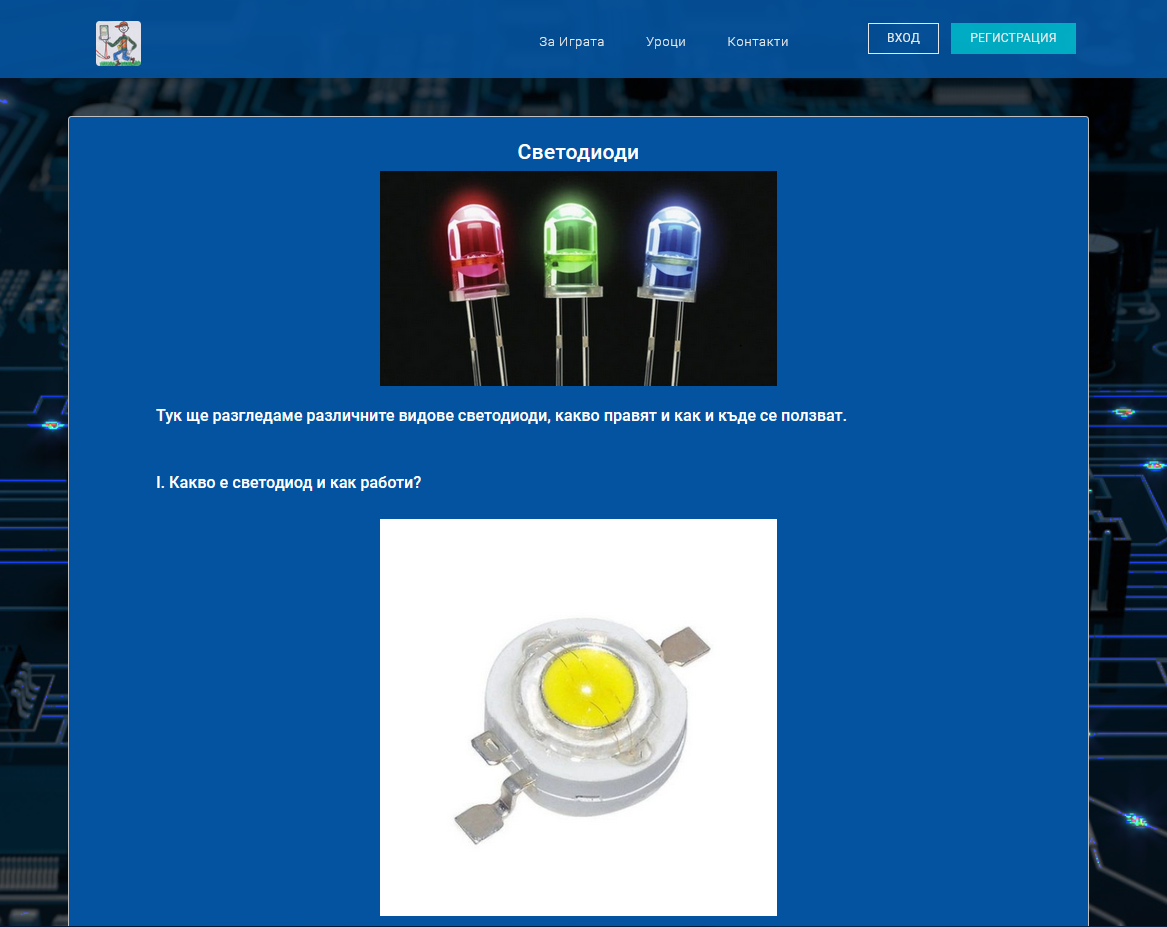 За Играта
Уроци
Контакти
ВХОД
РЕГИСТРАЦИЯ
Светодиоди
Тук ще разгледаме различните видове светодиоди, какво правят и как и къде се ползват.
I. Какво е светодиод и как работи?